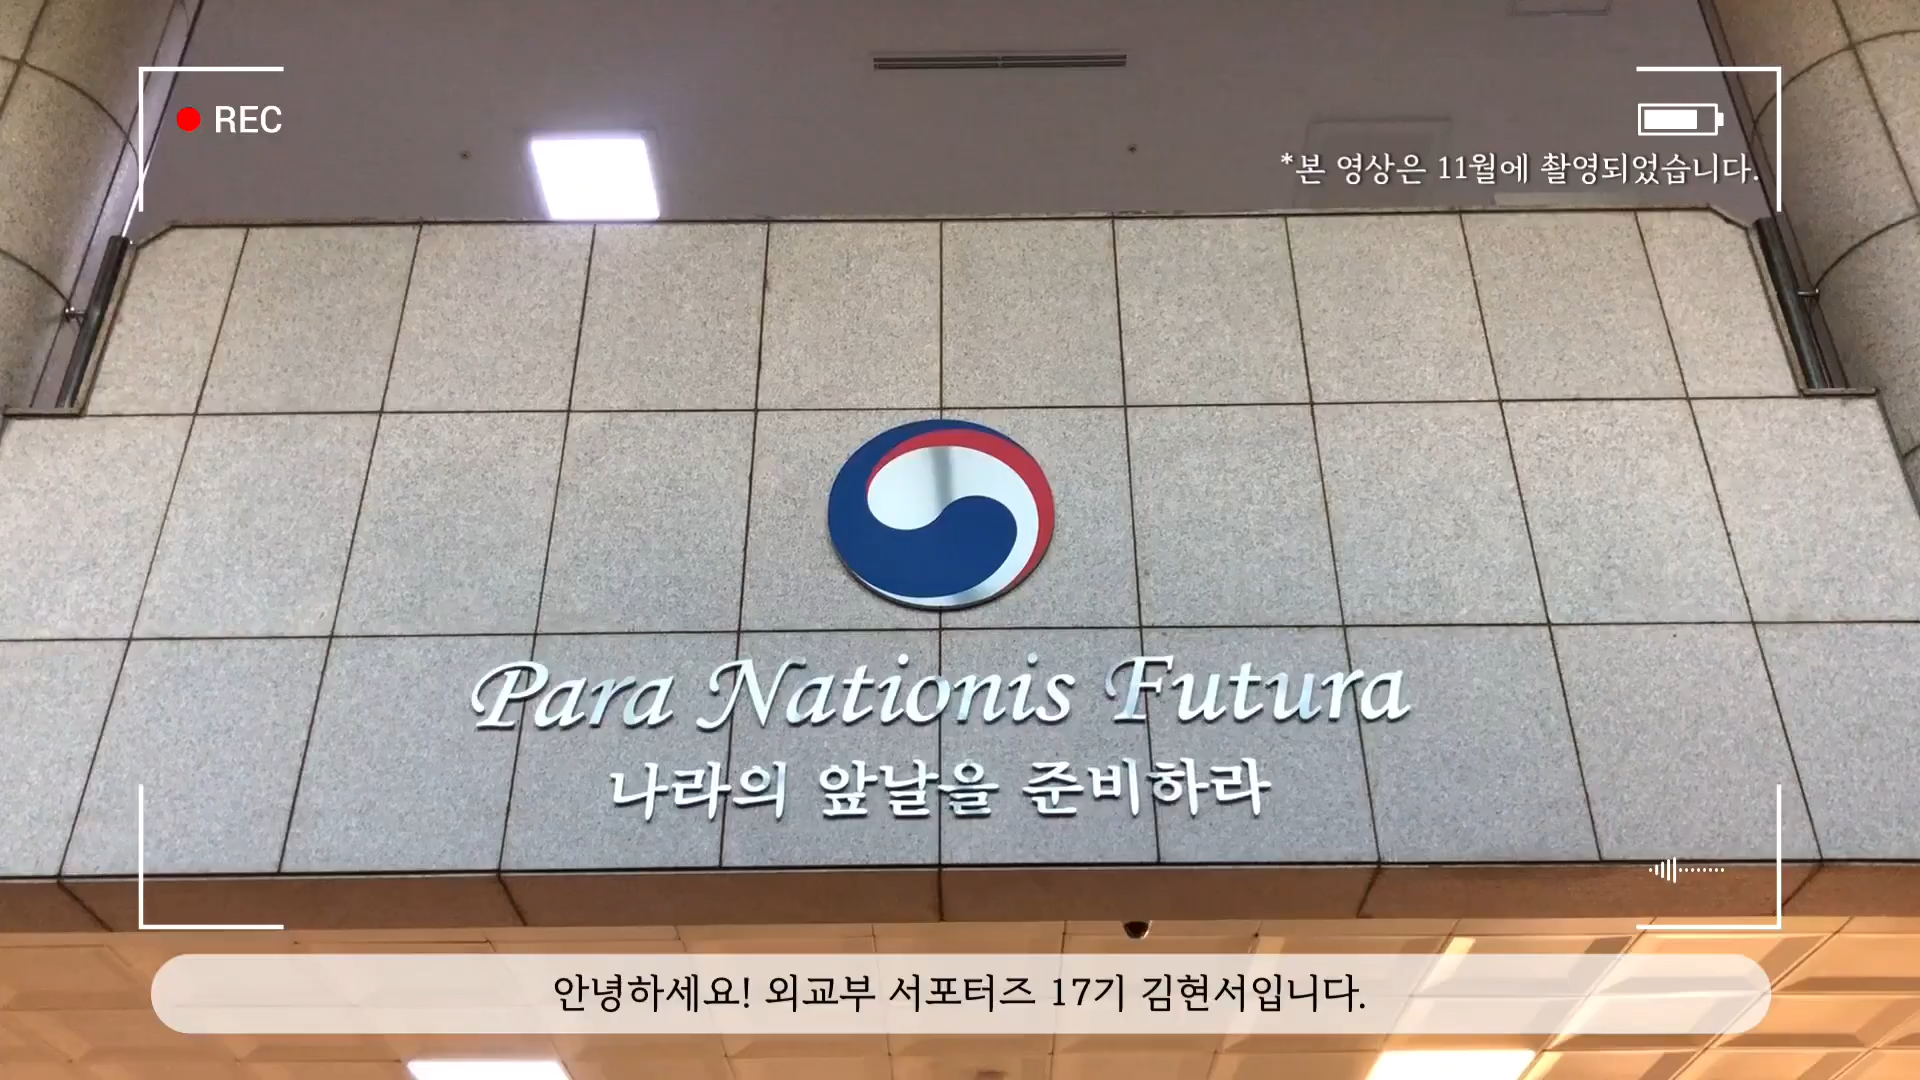 REC
*본 영상은 11월에 촬영되었습니다.
Para Nationis Futura
나라의 앞날을 준비하라
안녕하세요! 외교부 서포터즈 17기 김현서입니다.